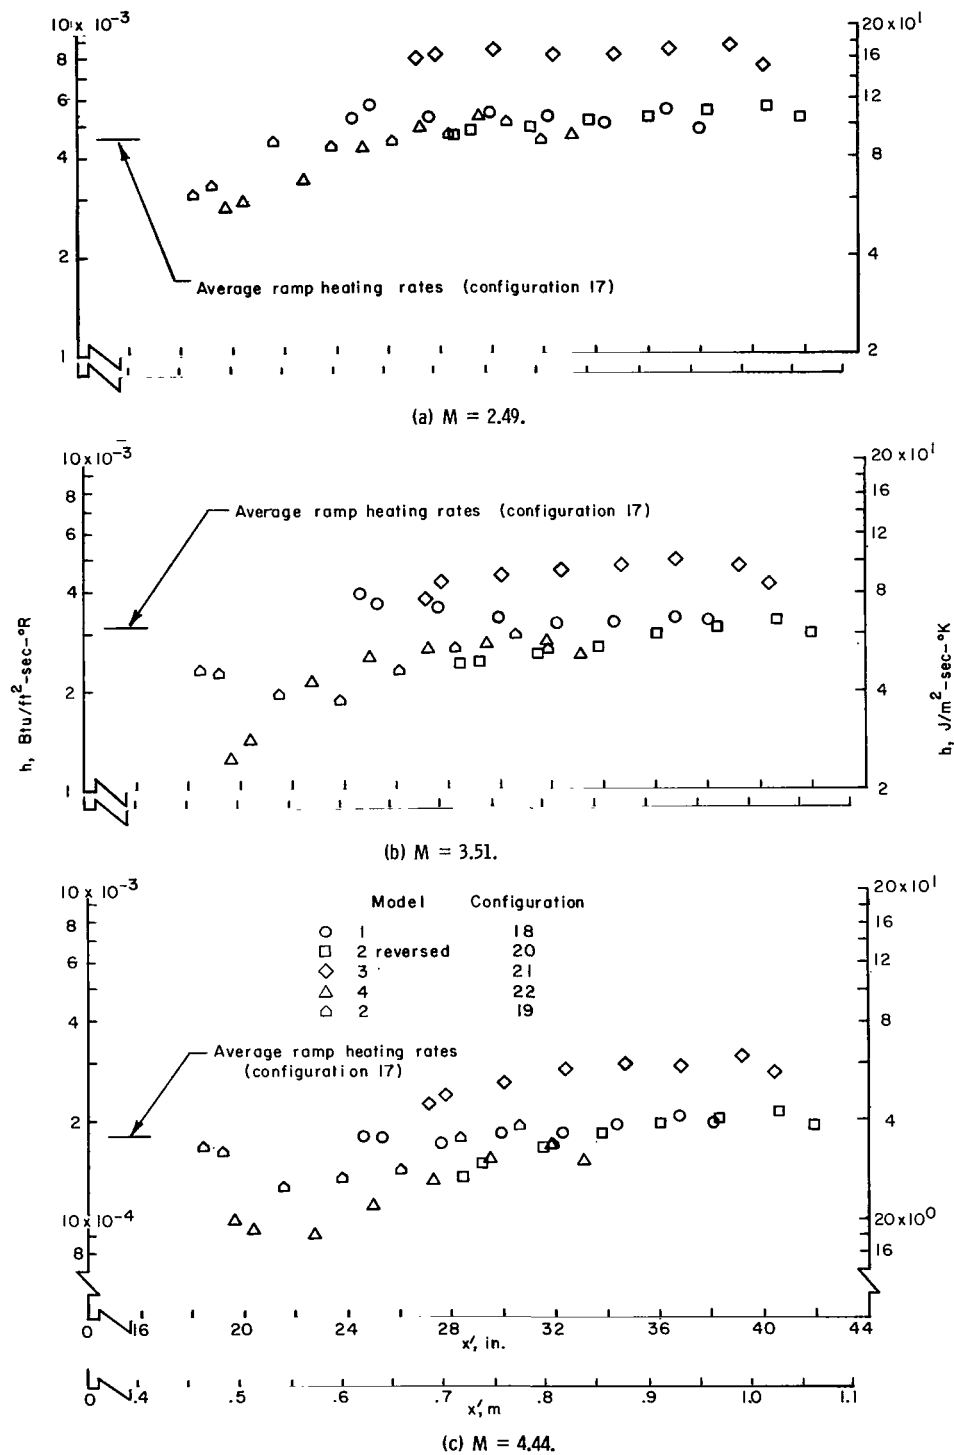 10 x 10-3
20 x 10 1
8
16
6
12
4
8
Average ramp heating rates (configuration 17)
2
4
1
2
(a) M = 2.49.
10 x 10-3
20 x 10 1
8
16
Average ramp heating rates (configuration 17)
6
12
4
8
2
4
h, Btu/ft2-sec-°R
h, J/m2-sec-°K
1
2
(b) M = 3.51.
10 x 10-3
20 x 10 1
Model Configuration
8
16
1 18
2 reversed 20
6
12
3 21
4 22
2 19
4
8
Average ramp heating rates
(configuration 17)
2
4
10 x 10-4
20 x 10 0
8
16
0 16 20 24 28 32 36 40 44
x', in.
0 .4 .5 .6 .7 .8 .9 1.0 1.1
x', m
(c) M = 4.44.